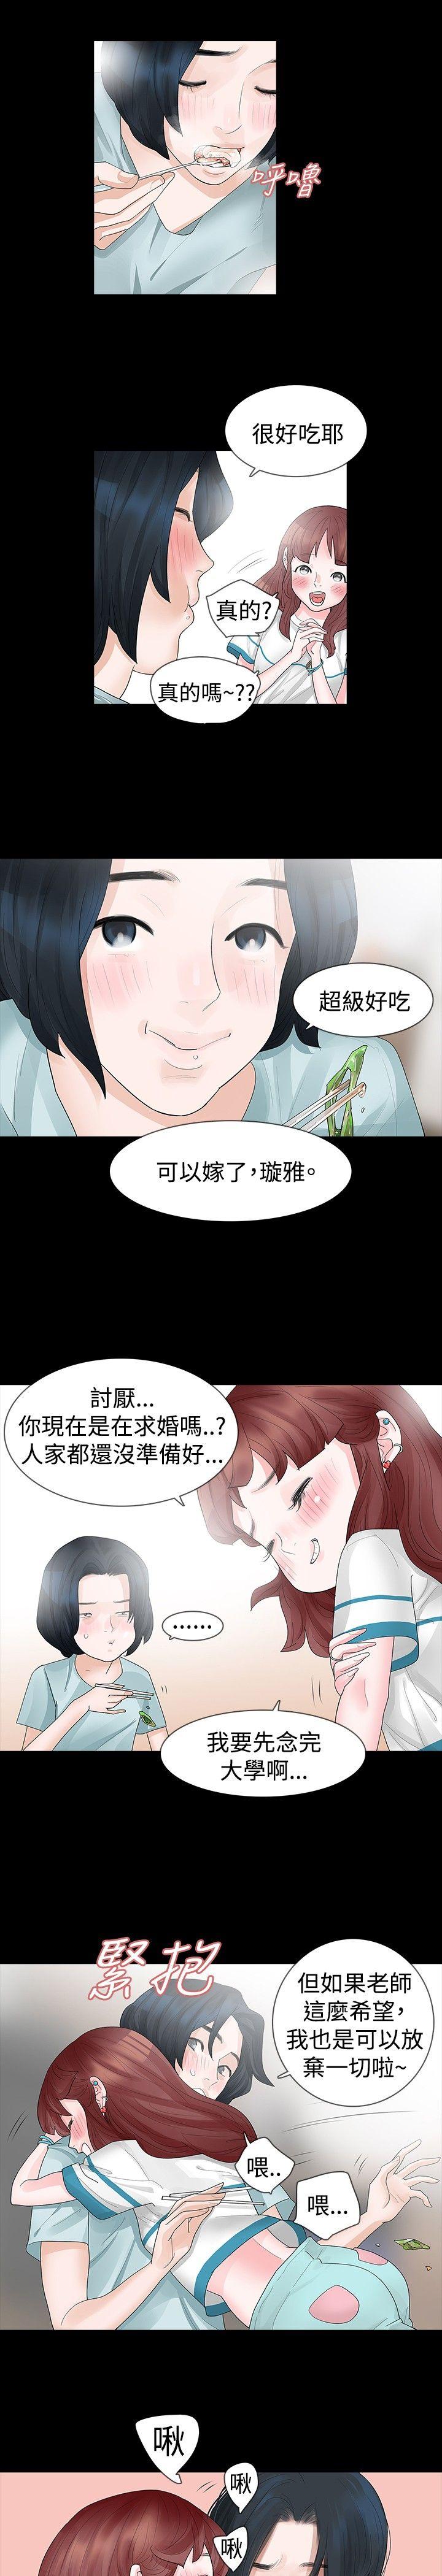 呼嚕
很好吃耶
真的?
真的嗎~??
超級好吃
可以嫁了,璇雅。
討厭...
你現在是在求婚嗎..?
人家都還沒準備好...
......
我要先念完
大學啊...
緊抱
但如果老師
這麼希望,
我也是可以放
棄一切啦~
喂..
喂...
啾
啾
啾